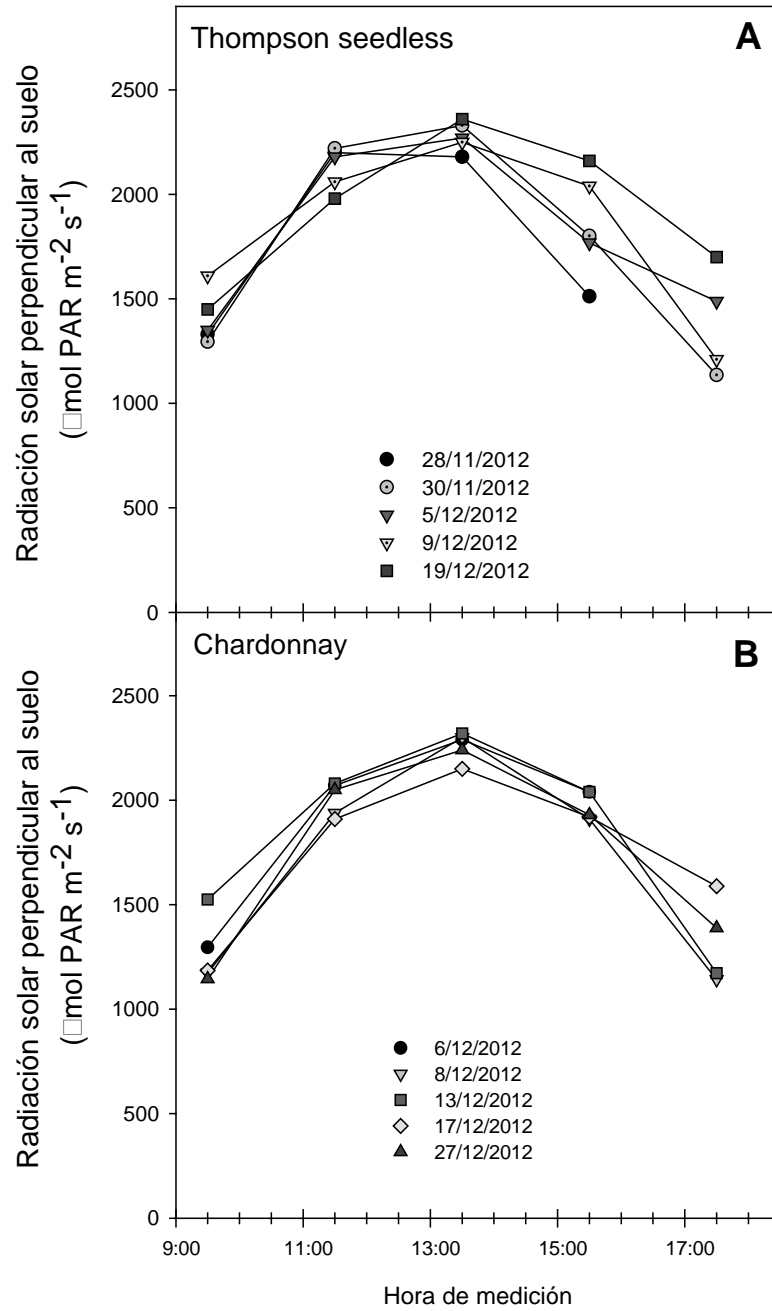 Thompson seedless
A
Radiación solar perpendicular al suelo
(□mol PAR m-2 s-1)
2500
2000
1500
1000
500
0
28/11/2012
30/11/2012
5/12/2012
9/12/2012
19/12/2012
Chardonnay
B
Radiación solar perpendicular al suelo
(□mol PAR m-2 s-1)
2500
2000
1500
1000
500
0
6/12/2012
8/12/2012
13/12/2012
17/12/2012
27/12/2012
9:00 11:00 13:00 15:00 17:00
Hora de medición